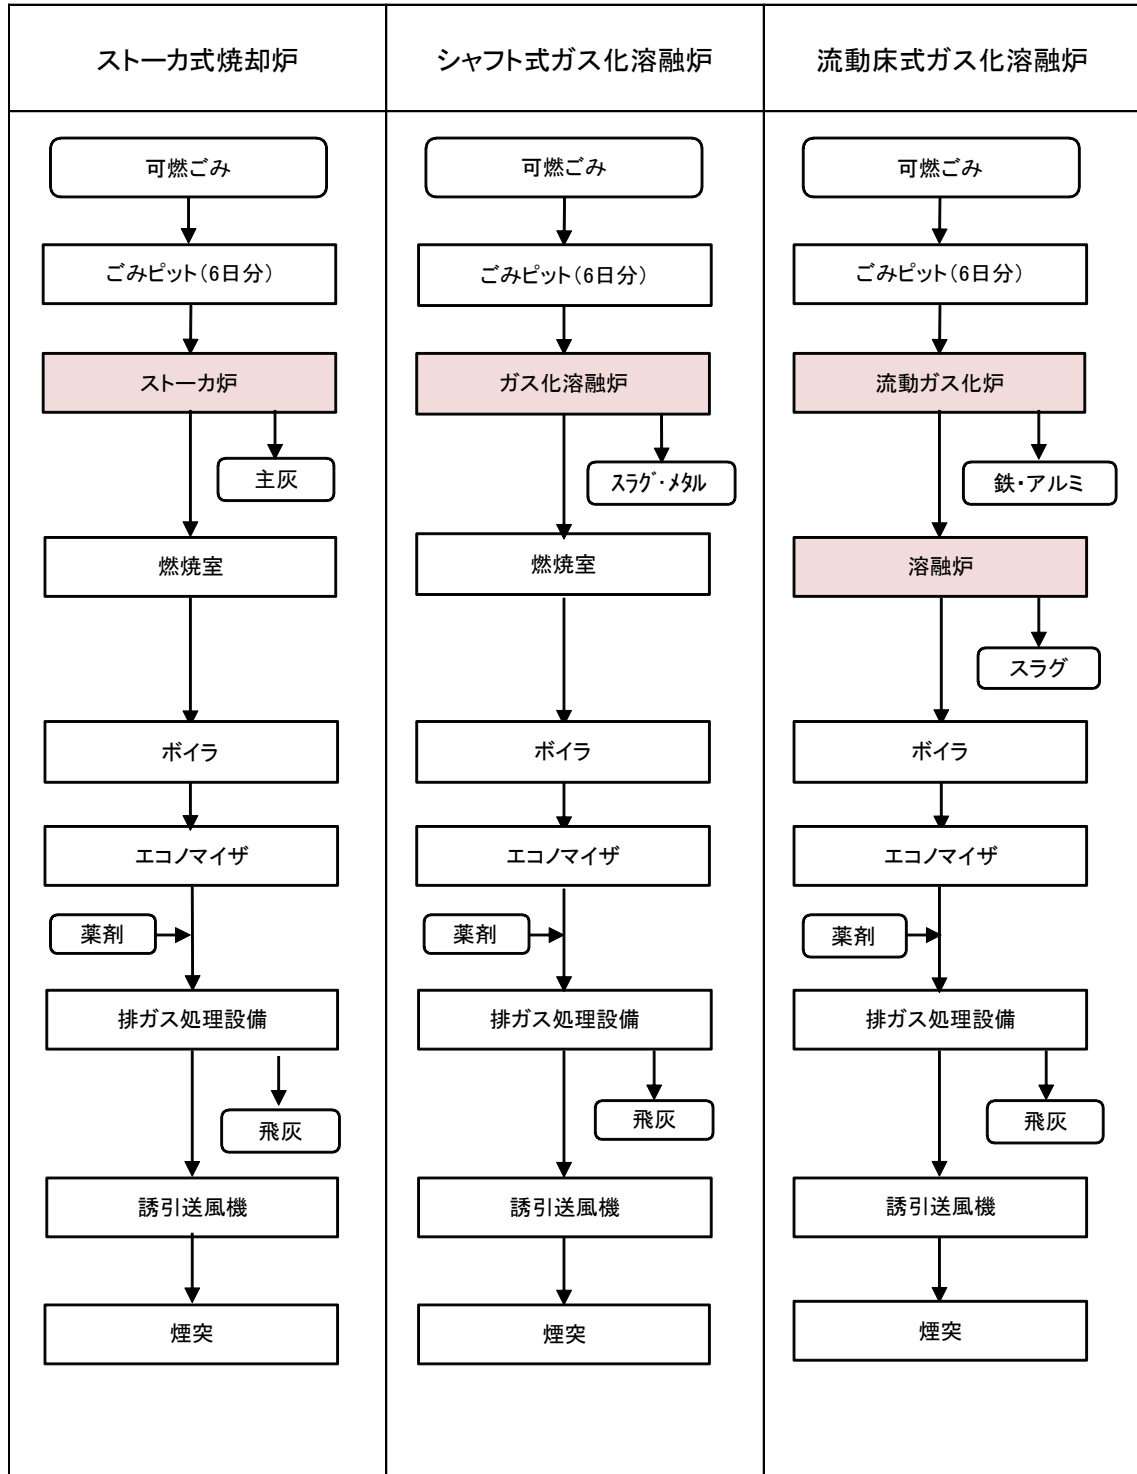 ストーカ式焼却炉
シャフト式ガス化溶融炉
流動床式ガス化溶融炉
可燃ごみ
ごみピット（6日分）
ストーカ炉
主灰
燃焼室
ボイラ
エコノマイザ
薬剤
排ガス処理設備
飛灰
誘引送風機
煙突
可燃ごみ
ごみピット（6日分）
ガス化溶融炉
ｽﾗｸﾞ・ﾒﾀﾙ
燃焼室
ボイラ
エコノマイザ
薬剤
排ガス処理設備
飛灰
誘引送風機
煙突
可燃ごみ
ごみピット（6日分）
流動ガス化炉
鉄・アルミ
溶融炉
スラグ
ボイラ
エコノマイザ
薬剤
排ガス処理設備
飛灰
誘引送風機
煙突